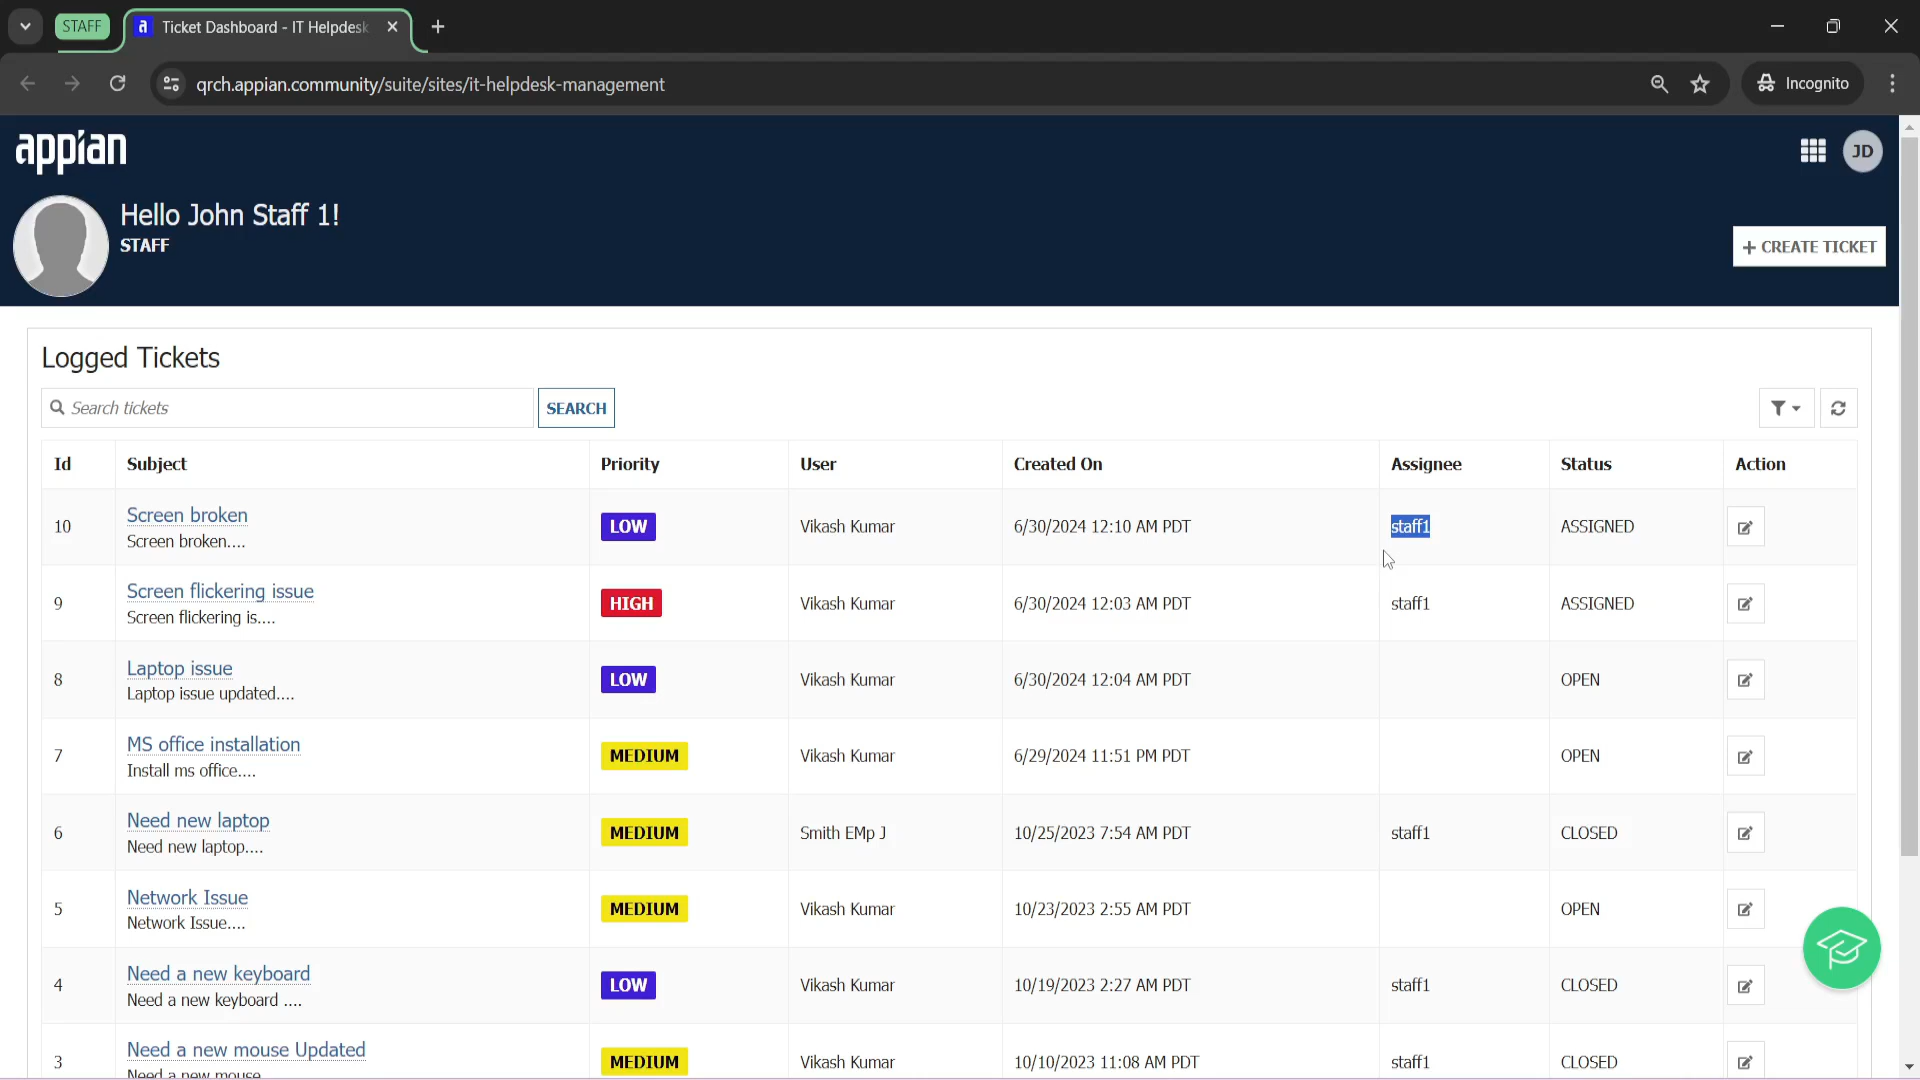 STAFF
Ticket Dashboard - IT Helpdesk
qrch.appian.community/suite/sites/it-helpdesk-management
Incognito
appian
JD
Hello John Staff 1!
STAFF
+ CREATE TICKET
Logged Tickets
Search tickets
SEARCH
Id Subject Priority User Created On Assignee Status Action
10 Screen broken LOW Vikash Kumar 6/30/2024 12:10 AM PDT staff1 ASSIGNED
Screen broken....
9 Screen flickering issue HIGH Vikash Kumar 6/30/2024 12:03 AM PDT staff1 ASSIGNED
Screen flickering is....
8 Laptop issue LOW Vikash Kumar 6/30/2024 12:04 AM PDT OPEN
Laptop issue updated....
7 MS office installation MEDIUM Vikash Kumar 6/29/2024 11:51 PM PDT OPEN
Install ms office....
6 Need new laptop MEDIUM Smith EMp J 10/25/2023 7:54 AM PDT staff1 CLOSED
Need new laptop....
5 Network Issue MEDIUM Vikash Kumar 10/23/2023 2:55 AM PDT OPEN
Network Issue....
4 Need a new keyboard LOW Vikash Kumar 10/19/2023 2:27 AM PDT staff1 CLOSED
Need a new keyboard ....
3 Need a new mouse Updated MEDIUM Vikash Kumar 10/10/2023 11:08 AM PDT staff1 CLOSED
Need a new mouse